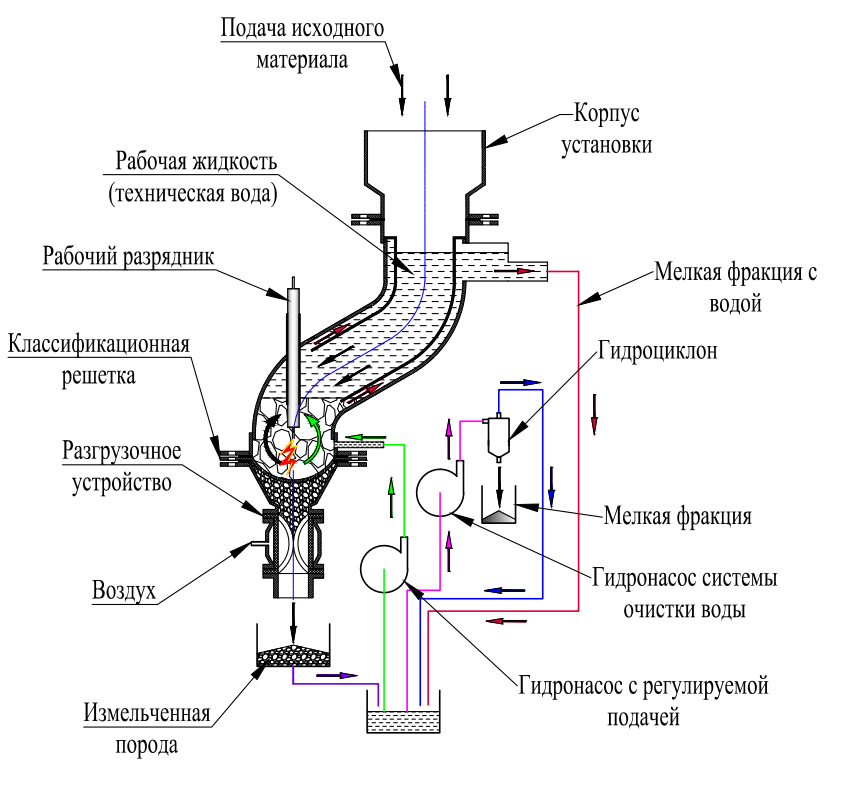 Подача исходного
материала
Корпус
установки
Рабочая жидкость
(техническая вода)
Рабочий разрядник
Мелкая фракция с
водой
Классификационная
решетка
Гидроциклон
Разгрузочное
устройство
Мелкая фракция
Воздух
Гидронасос системы
очистки воды
Гидронасос с регулируемой
подачей
Измельченная
порода